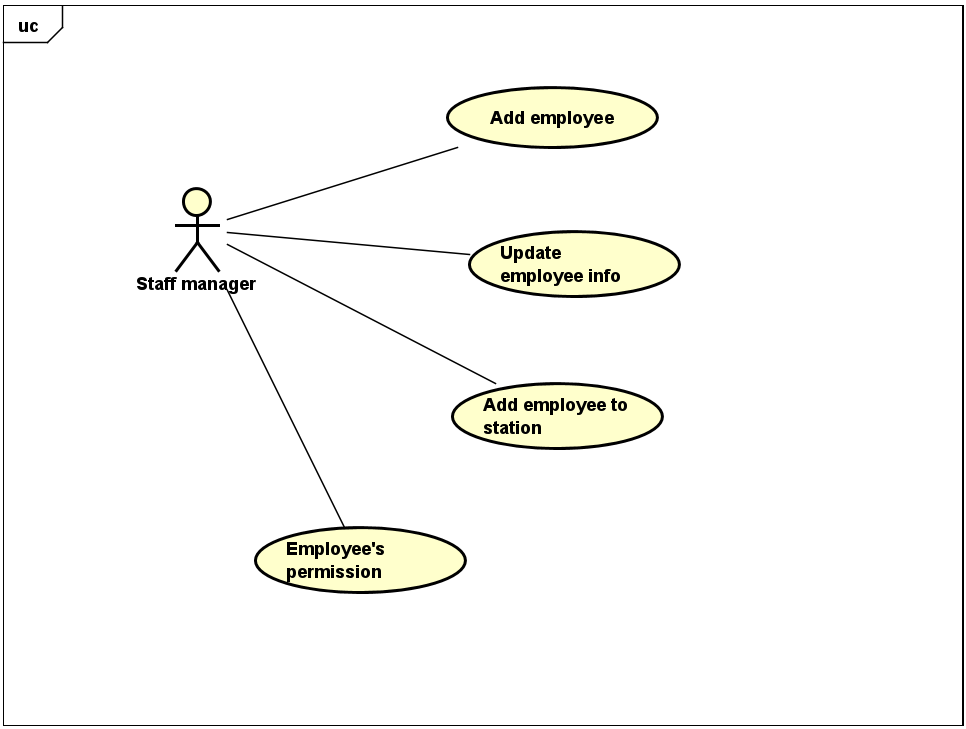 uc
Add employee
Staff manager
Update
employee info
Add employee to
station
Employee's
permission